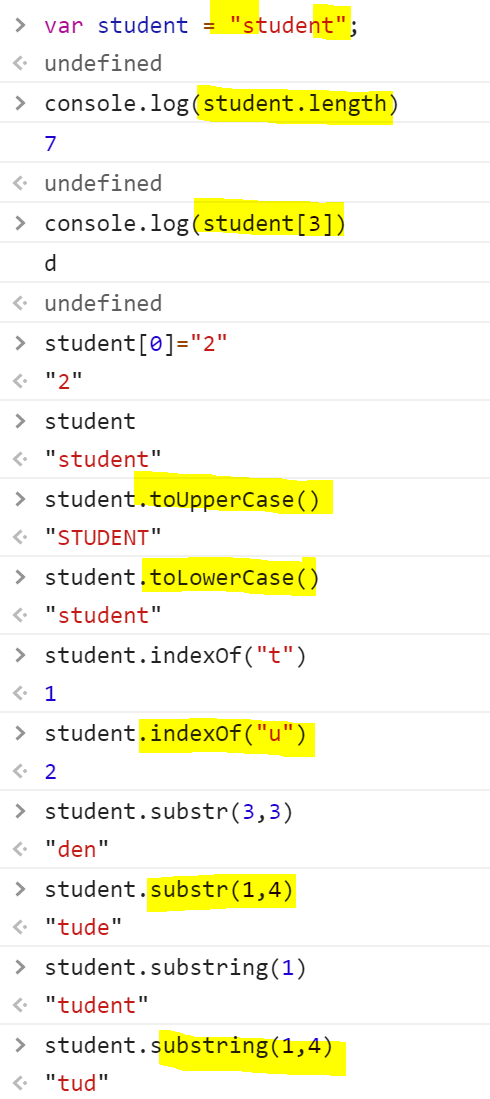 > var student = "student";
<· undefined
> console.log(student.length)
7
<· undefined
> console.log(student[3])
d
<· undefined
> student[0]="2"
<· "2"
> student
<· "student"
> student.toUpperCase()
<· "STUDENT"
> student.toLowerCase()
<· "student"
> student.indexOf("t")
<· 1
> student.indexOf("u")
<· 2
> student.substr(3,3)
<· "den"
> student.substr(1,4)
<· "tude"
> student.substring(1)
<· "tudent"
> student.substring(1,4)
<· "tud"